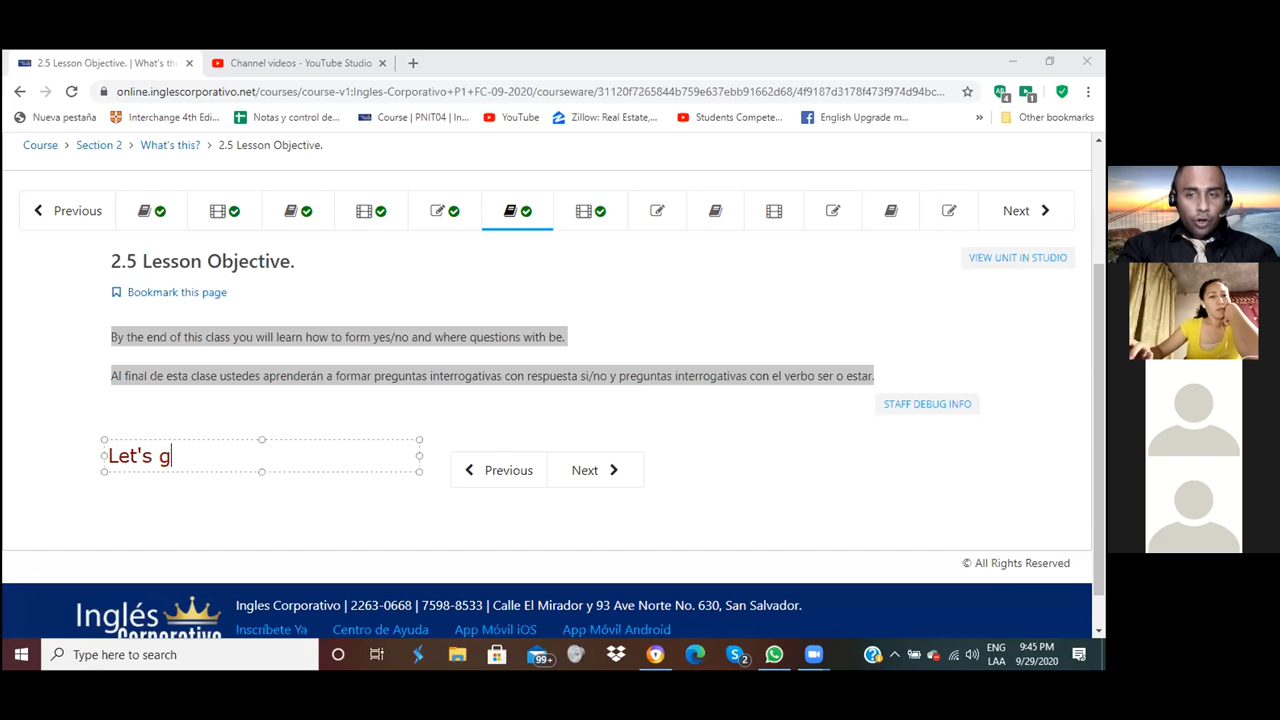 2.5 Lesson Objective. | What's thi
Channel videos - YouTube Studio
online.inglescorporativo.net/courses/course-v1:Ingles-Corporativo+P1+FC-09-2020/courseware/31120f7265844b759e637ebb91662d68/4f9187d3178f473f974d94bc...
Nueva pestaña
Interchange 4th Edi...
Notas y control de...
Course | PNIT04 | In...
YouTube
Zillow: Real Estate,...
Students Compete...
English Upgrade m...
»
Other bookmarks
Course > Section 2 > What's this? > 2.5 Lesson Objective.
Previous
Next
2.5 Lesson Objective.
VIEW UNIT IN STUDIO
Bookmark this page
By the end of this class you will learn how to form yes/no and where questions with be.
Al final de esta clase ustedes aprenderán a formar preguntas interrogativas con respuesta si/no y preguntas interrogativas con el verbo ser o estar.
STAFF DEBUG INFO
Let's g
Previous
Next
© All Rights Reserved
Inglés
Corporativo
Ingles Corporativo | 2263-0668 | 7598-8533 | Calle El Mirador y 93 Ave Norte No. 630, San Salvador.
Inscríbete Ya
Centro de Ayuda
App Móvil iOS
App Móvil Android
Type here to search
99+
2
ENG
LAA
9:45 PM
9/29/2020